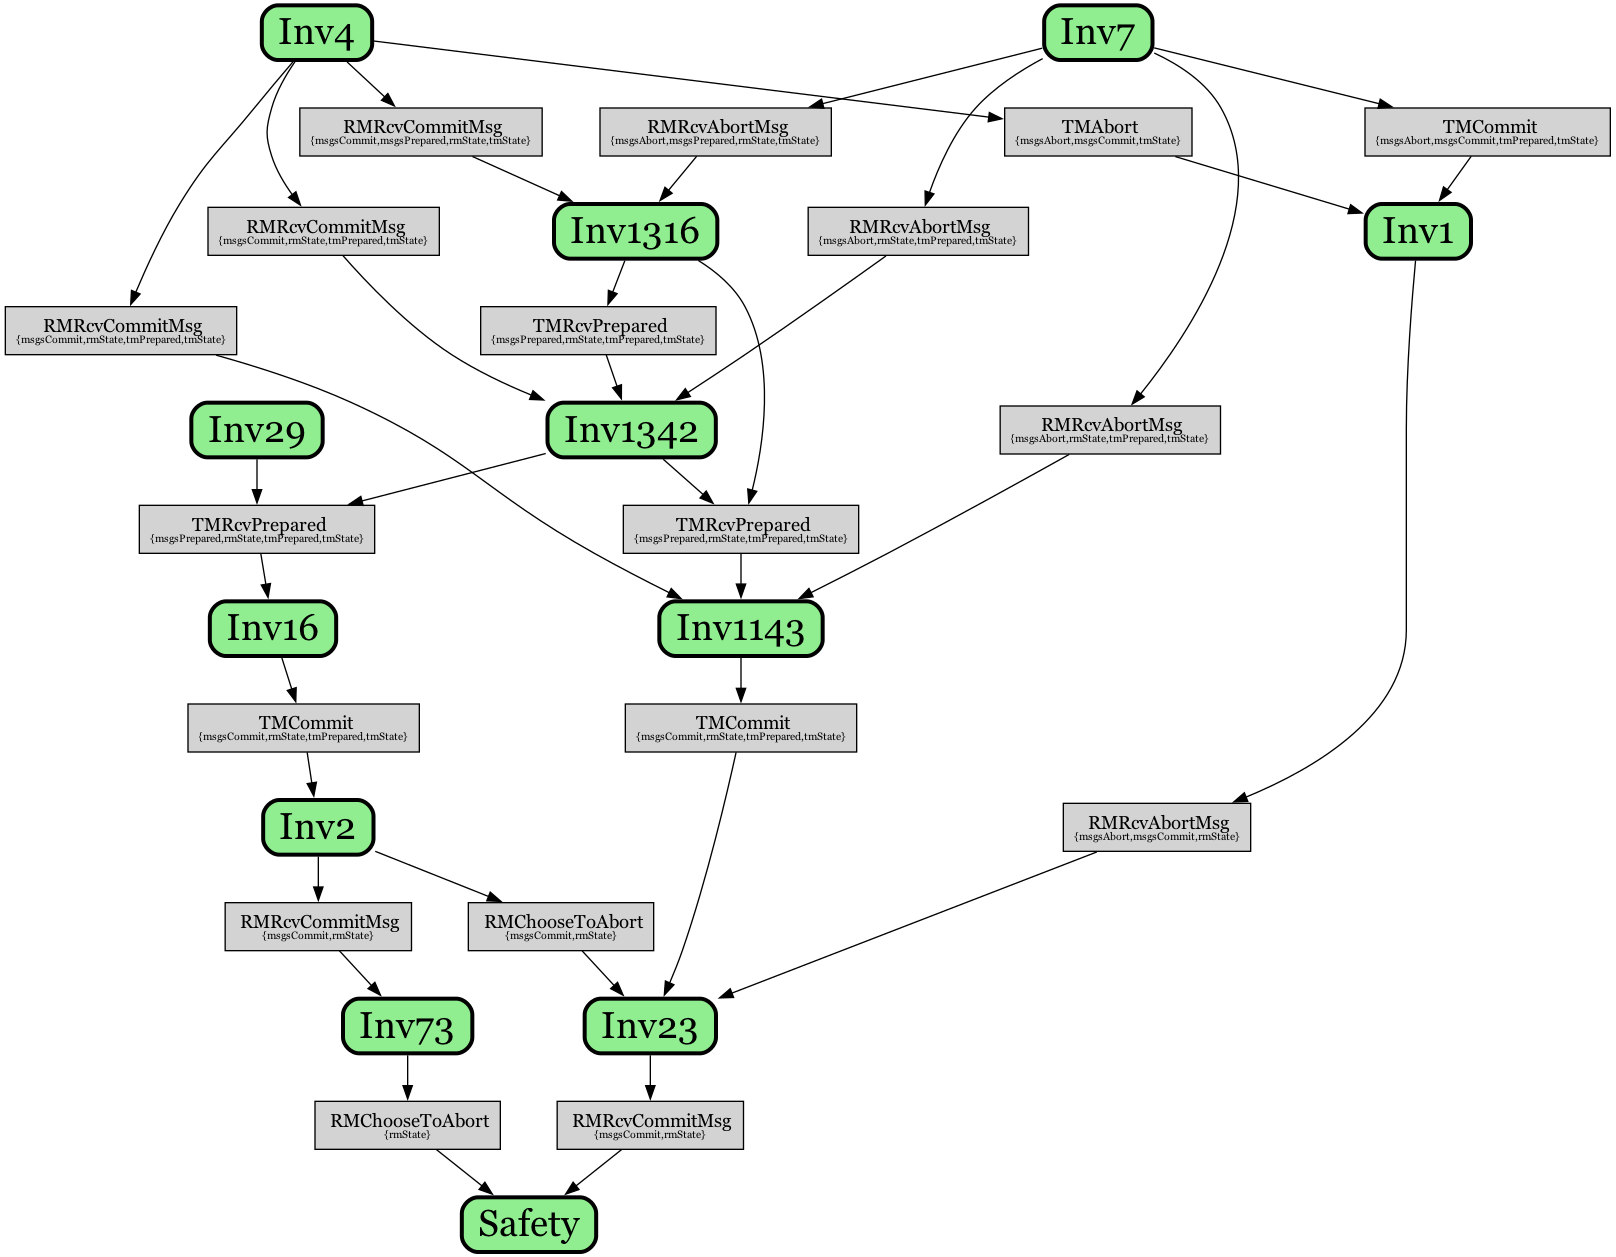 Inv4
Inv7
RMRcvCommitMsg
{msgsCommit,msgsPrepared,rmState,tmState}
RMRcvAbortMsg
{msgsAbort,msgsPrepared,rmState,tmState}
TMAbort
{msgsAbort,msgsCommit,tmState}
TMCommit
{msgsAbort,msgsCommit,tmPrepared,tmState}
RMRcvCommitMsg
{msgsCommit,rmState,tmPrepared,tmState}
Inv1316
RMRcvAbortMsg
{msgsAbort,rmState,tmPrepared,tmState}
Inv1
RMRcvCommitMsg
{msgsCommit,rmState,tmPrepared,tmState}
TMRcvPrepared
{msgsPrepared,rmState,tmPrepared,tmState}
Inv29
Inv1342
RMRcvAbortMsg
{msgsAbort,rmState,tmPrepared,tmState}
TMRcvPrepared
{msgsPrepared,rmState,tmPrepared,tmState}
TMRcvPrepared
{msgsPrepared,rmState,tmPrepared,tmState}
Inv16
Inv1143
TMCommit
{msgsCommit,rmState,tmPrepared,tmState}
TMCommit
{msgsCommit,rmState,tmPrepared,tmState}
Inv2
RMRcvAbortMsg
{msgsAbort,msgsCommit,rmState}
RMRcvCommitMsg
{msgsCommit,rmState}
RMChooseToAbort
{msgsCommit,rmState}
Inv73
Inv23
RMChooseToAbort
{rmState}
RMRcvCommitMsg
{msgsCommit,rmState}
Safety